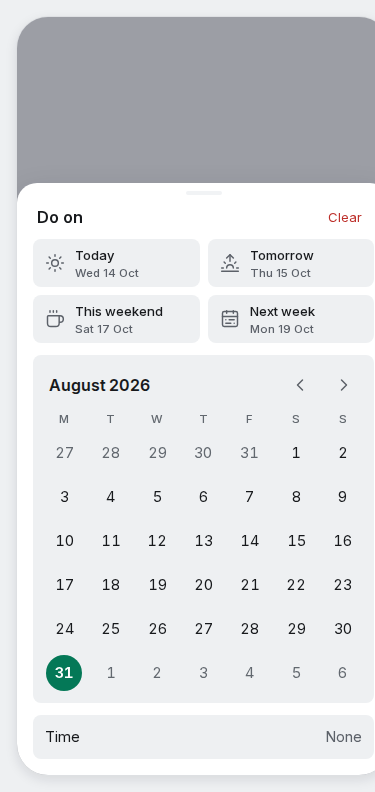 Do on
Clear
Today
Wed 14 Oct
Tomorrow
Thu 15 Oct
This weekend
Sat 17 Oct
Next week
Mon 19 Oct
August 2026
M T W T F S S
27 28 29 30 31 1 2
3 4 5 6 7 8 9
10 11 12 13 14 15 16
17 18 19 20 21 22 23
24 25 26 27 28 29 30
31 1 2 3 4 5 6
Time None